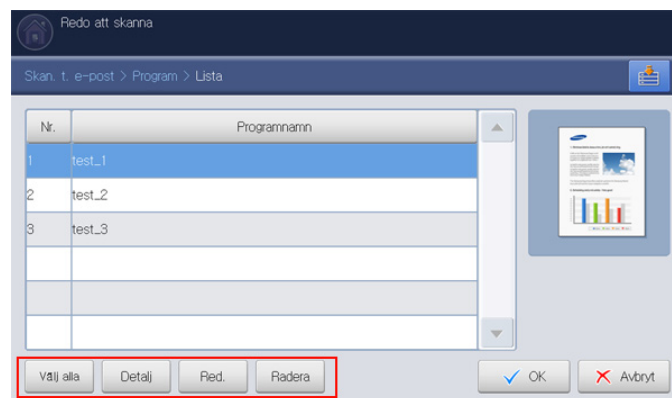 Redo att skanna
Skan. t. e-post > Program > Lista
Nr. Programnamn
1 test_1
2 test_2
3 test_3
Välj alla Detalj Red. Radera OK Avbryt